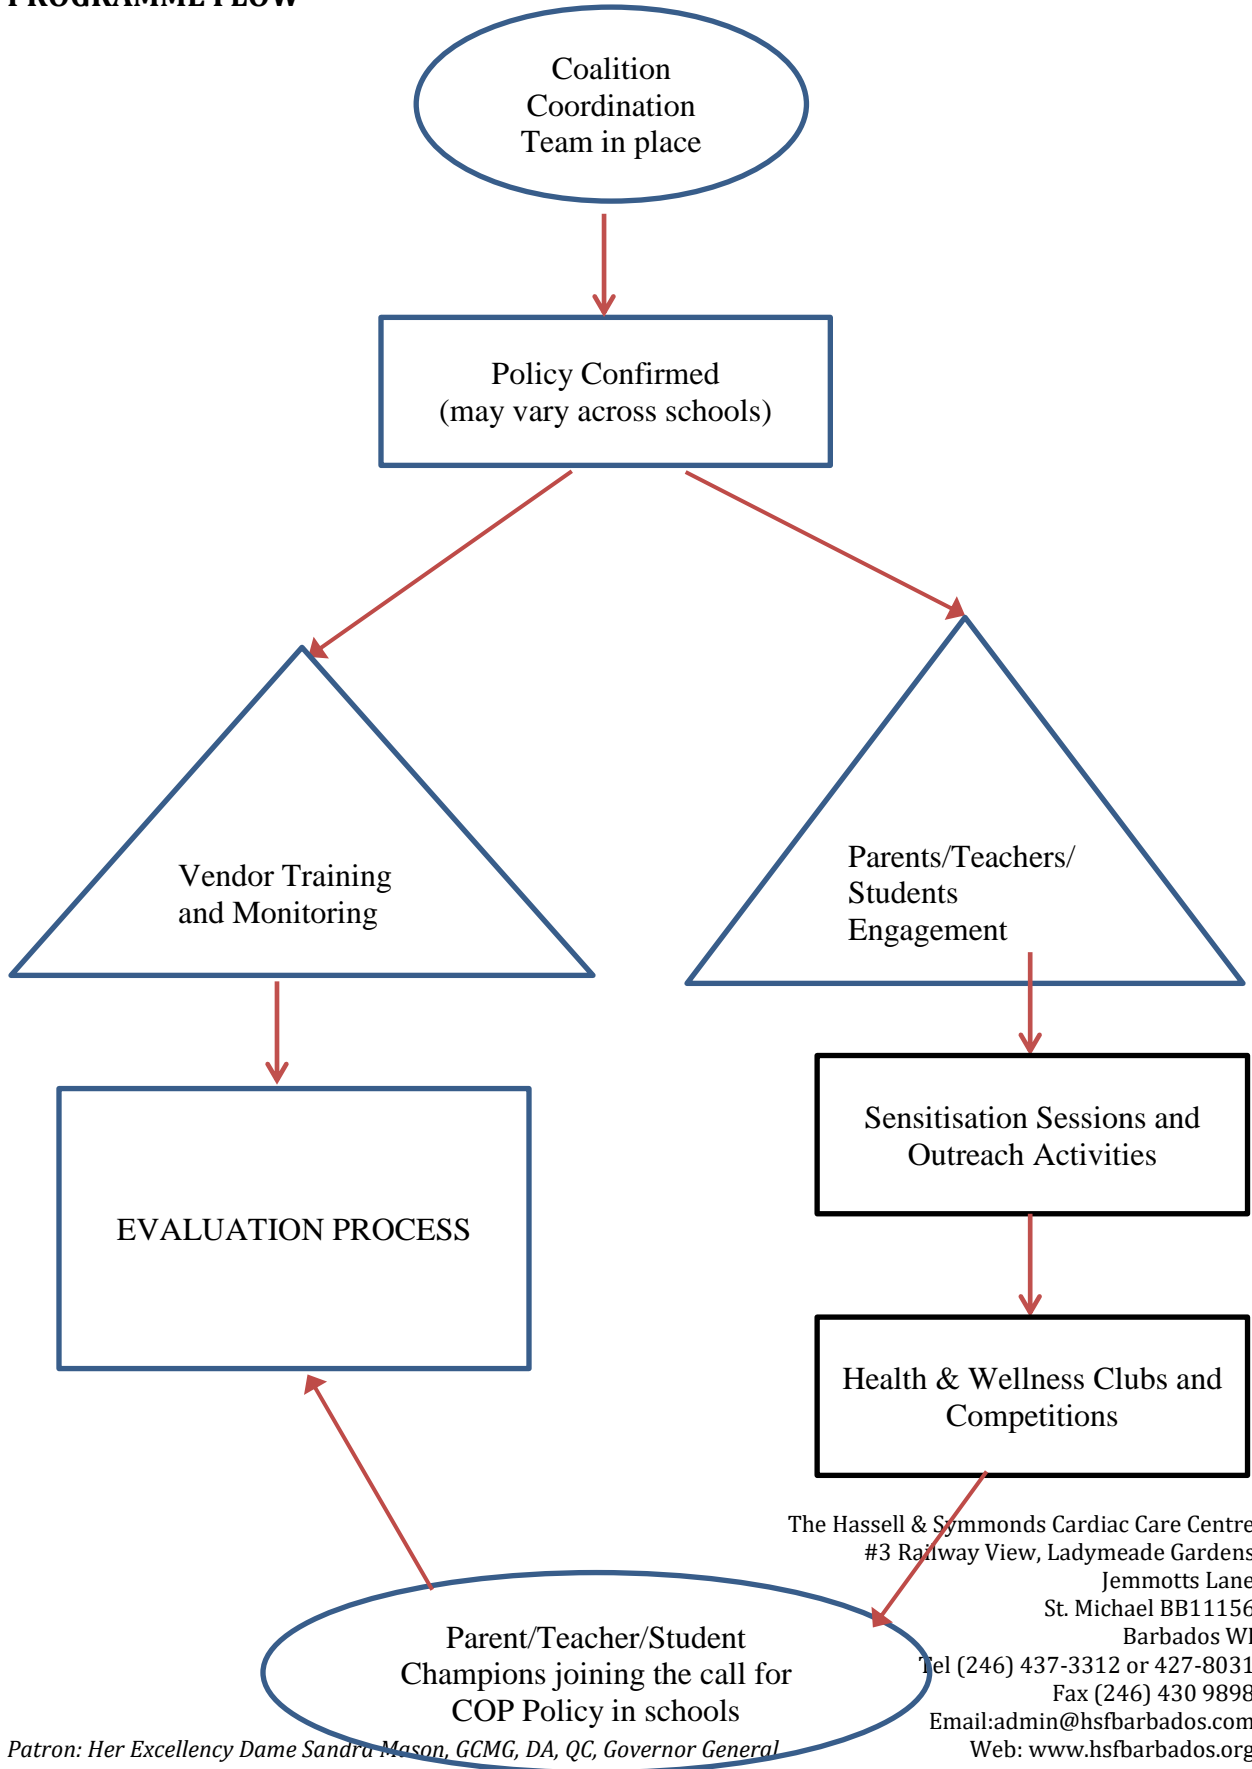 PROGRAMME FLOW
Coalition
Coordination
Team in place
Policy Confirmed
(may vary across schools)
Vendor Training
and Monitoring
Parents/Teachers/
Students
Engagement
Sensitisation Sessions and
Outreach Activities
EVALUATION PROCESS
Health & Wellness Clubs and
Competitions
Parent/Teacher/Student
Champions joining the call for
COP Policy in schools
The Hassell & Symmonds Cardiac Care Centre
#3 Railway View, Ladymeade Gardens
Jemmotts Lane
St. Michael BB11156
Barbados WI
Tel (246) 437-3312 or 427-8031
Fax (246) 430 9898
Email:admin@hsfbarbados.com
Web: www.hsfbarbados.org
Patron: Her Excellency Dame Sandra Mason, GCMG, DA, QC, Governor General